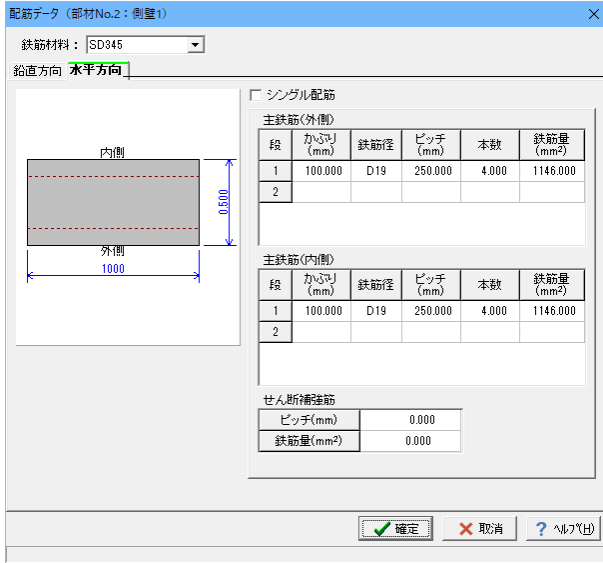 配筋データ（部材No.2：側壁1）
鉄筋材料： SD345
鉛直方向 水平方向
シングル配筋
内側
0.500
外側
1000
主鉄筋(外側)
段 かぶり(mm) 鉄筋径 ピッチ(mm) 本数 鉄筋量(mm²)
1 100.000 D19 250.000 4.000 1146.000
2
主鉄筋(内側)
段 かぶり(mm) 鉄筋径 ピッチ(mm) 本数 鉄筋量(mm²)
1 100.000 D19 250.000 4.000 1146.000
2
せん断補強筋
ピッチ(mm) 0.000
鉄筋量(mm²) 0.000
確定 取消 ? ヘルプ(H)